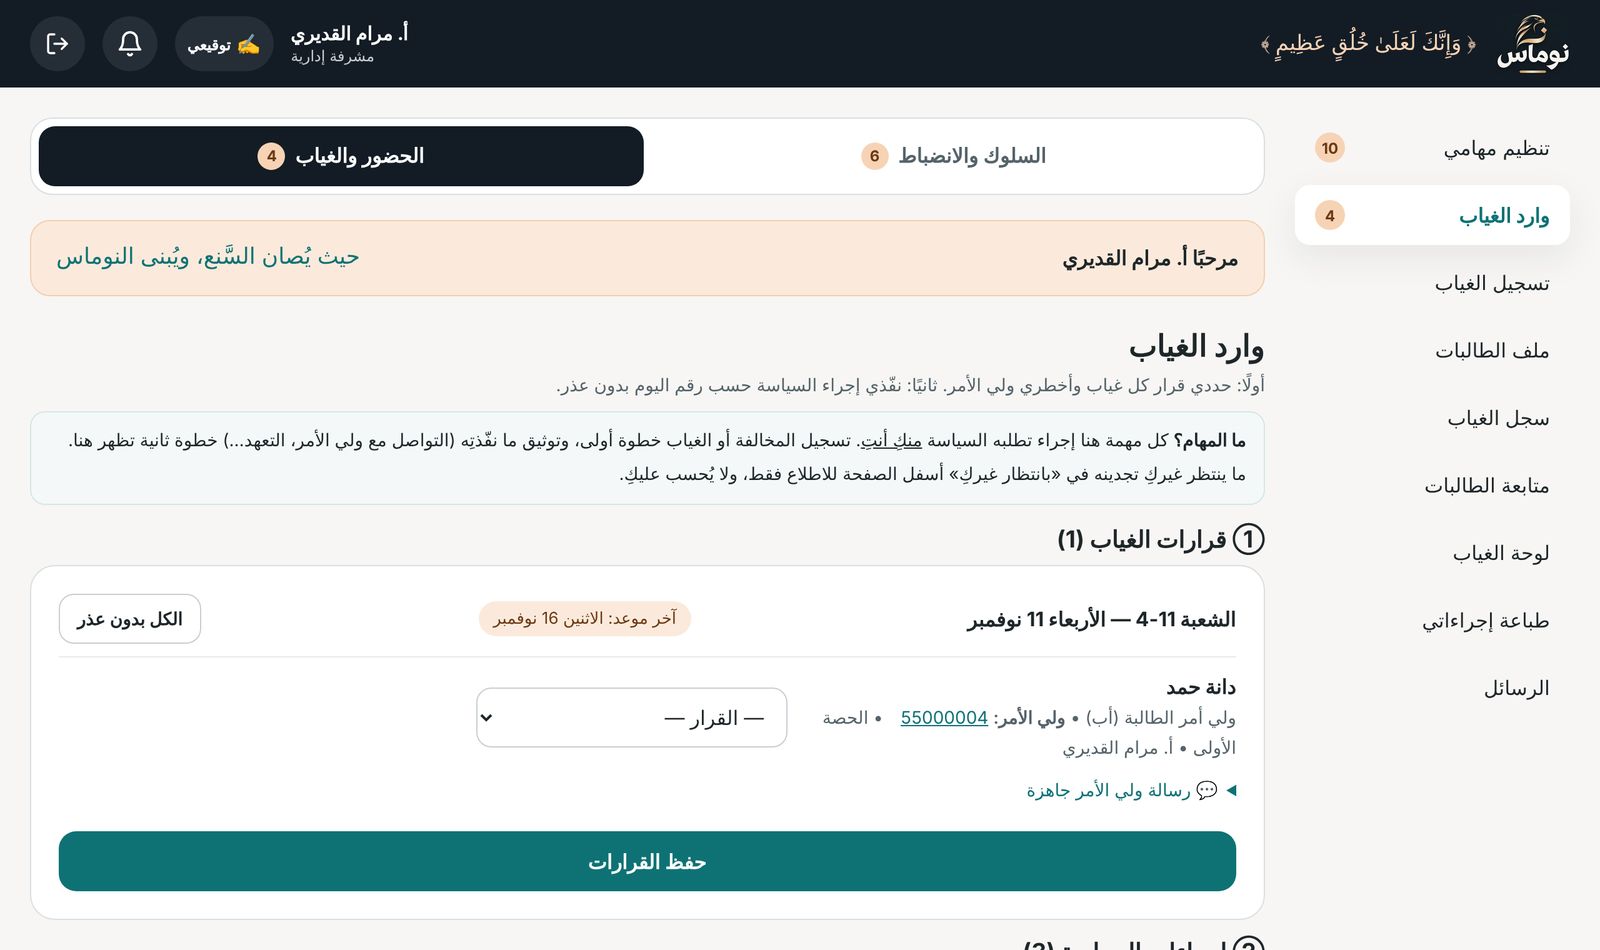 نوماس
﴿ وَإِنَّكَ لَعَلَىٰ خُلُقٍ عَظِيمٍ ﴾
أ. مرام القديري
مشرفة إدارية
✍️ توقيعي
تنظيم مهامي 10
وارد الغياب 4
تسجيل الغياب
ملف الطالبات
سجل الغياب
متابعة الطالبات
لوحة الغياب
طباعة إجراءاتي
الرسائل
السلوك والانضباط 6
الحضور والغياب 4
مرحبًا أ. مرام القديري
حيث يُصان السَّنع، ويُبنى النوماس
وارد الغياب
أولًا: حددي قرار كل غياب وأخطري ولي الأمر. ثانيًا: نفّذي إجراء السياسة حسب رقم اليوم بدون عذر.
ما المهام؟ كل مهمة هنا إجراء تطلبه السياسة منكِ أنتِ. تسجيل المخالفة أو الغياب خطوة أولى، وتوثيق ما نفّذتِه (التواصل مع ولي الأمر، التعهد…) خطوة ثانية تظهر هنا.
ما ينتظر غيركِ تجدينه في «بانتظار غيركِ» أسفل الصفحة للاطلاع فقط، ولا يُحسب عليكِ.
① قرارات الغياب (1)
الشعبة 11-4 — الأربعاء 11 نوفمبر
آخر موعد: الاثنين 16 نوفمبر
الكل بدون عذر
دانة حمد
ولي أمر الطالبة (أب) • ولي الأمر: 55000004 • الحصة
الأولى • أ. مرام القديري
— القرار —
◀ 💬 رسالة ولي الأمر جاهزة
حفظ القرارات